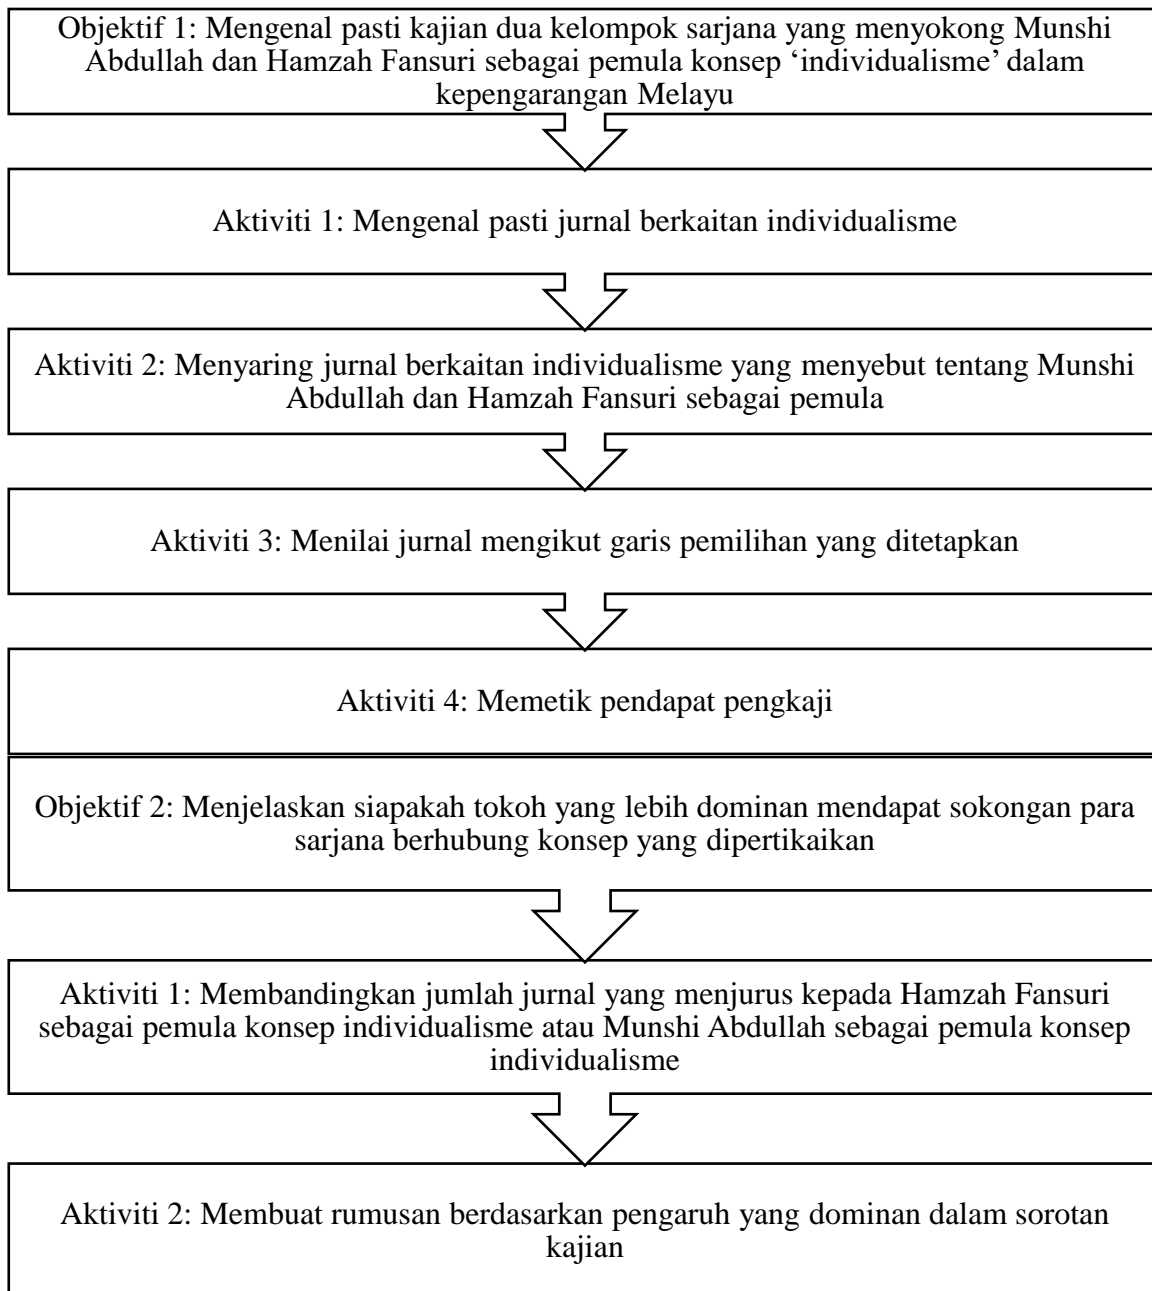 Objektif 1: Mengenal pasti kajian dua kelompok sarjana yang menyokong Munshi
Abdullah dan Hamzah Fansuri sebagai pemula konsep ‘individualisme’ dalam
kepengarangan Melayu
Aktiviti 1: Mengenal pasti jurnal berkaitan individualisme
Aktiviti 2: Menyaring jurnal berkaitan individualisme yang menyebut tentang Munshi
Abdullah dan Hamzah Fansuri sebagai pemula
Aktiviti 3: Menilai jurnal mengikut garis pemilihan yang ditetapkan
Aktiviti 4: Memetik pendapat pengkaji
Objektif 2: Menjelaskan siapakah tokoh yang lebih dominan mendapat sokongan para
sarjana berhubung konsep yang dipertikaikan
Aktiviti 1: Membandingkan jumlah jurnal yang menjurus kepada Hamzah Fansuri
sebagai pemula konsep individualisme atau Munshi Abdullah sebagai pemula konsep
individualisme
Aktiviti 2: Membuat rumusan berdasarkan pengaruh yang dominan dalam sorotan
kajian